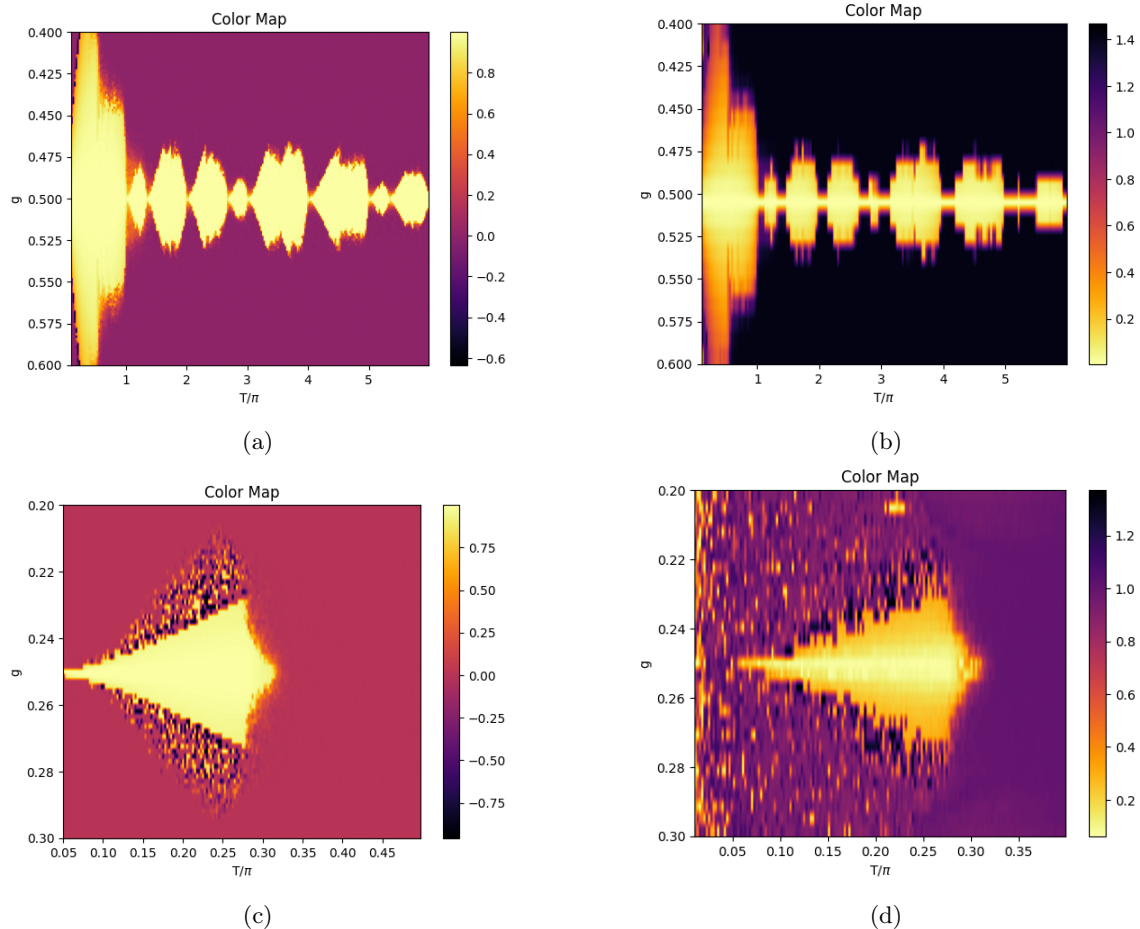 Color Map
0.400
0.425
0.450
0.475
0.500
0.525
0.550
0.575
0.600
g
1 2 3 4 5
T/π
0.8
0.6
0.4
0.2
0.0
−0.2
−0.4
−0.6
(a)
Color Map
0.400
0.425
0.450
0.475
0.500
0.525
0.550
0.575
0.600
g
1 2 3 4 5
T/π
1.4
1.2
1.0
0.8
0.6
0.4
0.2
(b)
Color Map
0.20
0.22
0.24
0.26
0.28
0.30
g
0.05 0.10 0.15 0.20 0.25 0.30 0.35 0.40 0.45
T/π
0.75
0.50
0.25
0.00
−0.25
−0.50
−0.75
(c)
Color Map
0.20
0.22
0.24
0.26
0.28
0.30
g
0.05 0.10 0.15 0.20 0.25 0.30 0.35
T/π
1.2
1.0
0.8
0.6
0.4
0.2
(d)